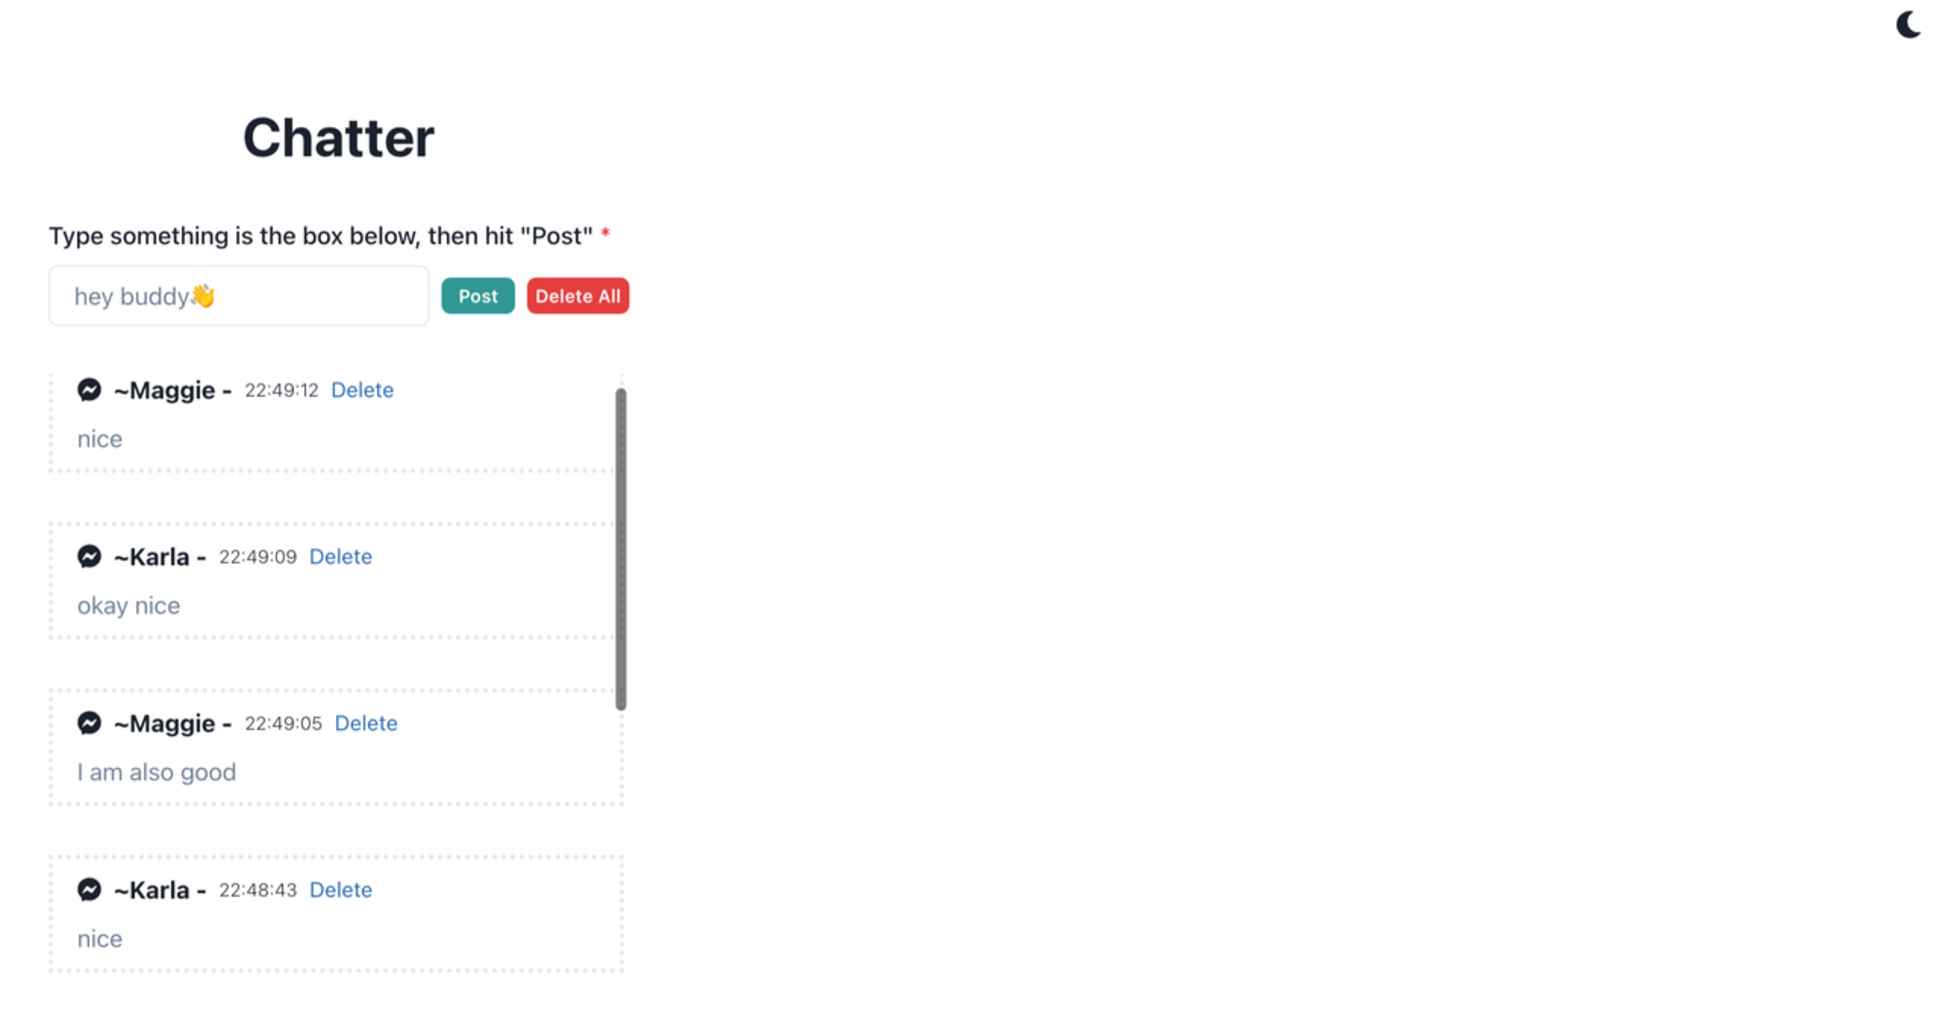 Chatter
Type something is the box below, then hit "Post" *
hey buddy👋 Post Delete All
~Maggie - 22:49:12 Delete
nice
~Karla - 22:49:09 Delete
okay nice
~Maggie - 22:49:05 Delete
I am also good
~Karla - 22:48:43 Delete
nice